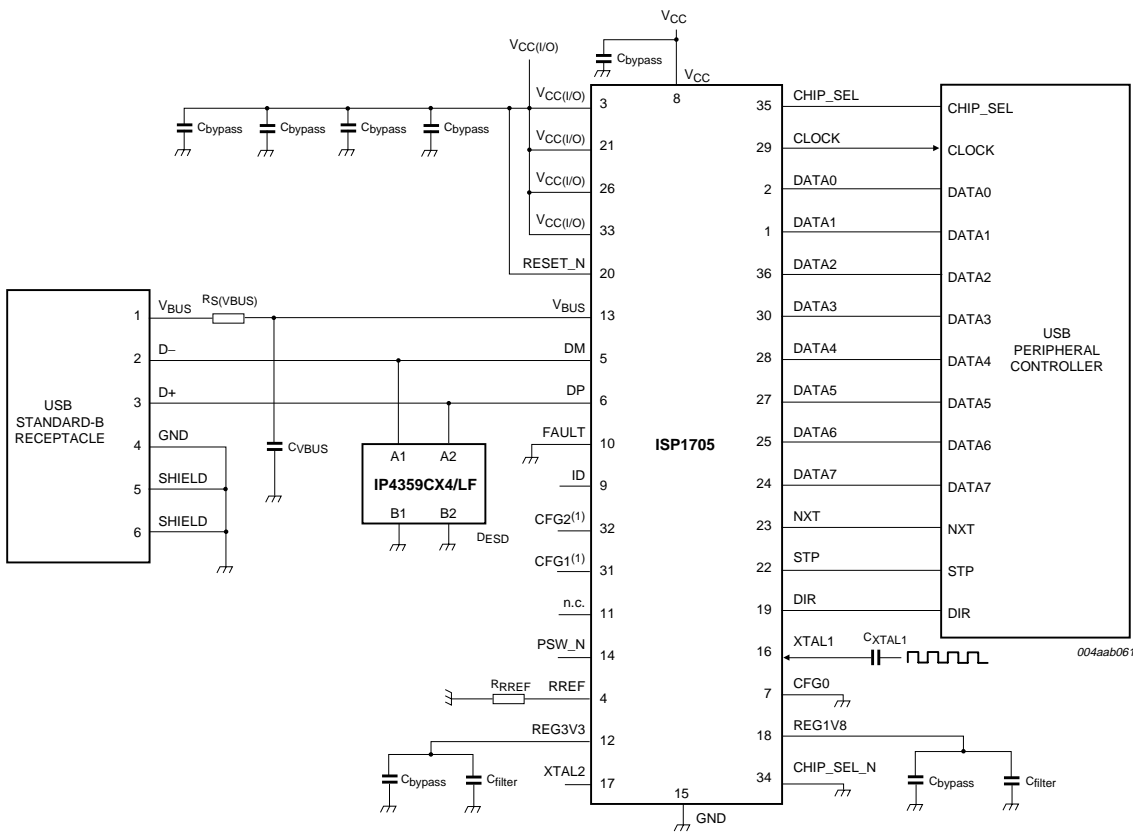 VCC
VCC(I/O)
Cbypass
VCC
VCC(I/O)
3
8
35
CHIP_SEL
CHIP_SEL
Cbypass
Cbypass
Cbypass
Cbypass
VCC(I/O)
21
29
CLOCK
CLOCK
VCC(I/O)
26
2
DATA0
DATA0
VCC(I/O)
33
1
DATA1
DATA1
RESET_N
20
36
DATA2
DATA2
1
VBUS
RS(VBUS)
VBUS
13
30
DATA3
DATA3
USB
PERIPHERAL
CONTROLLER
2
D−
DM
5
28
DATA4
DATA4
3
D+
DP
6
27
DATA5
DATA5
USB
STANDARD-B
RECEPTACLE
4
GND
CVBUS
A1
A2
FAULT
10
ISP1705
25
DATA6
DATA6
5
SHIELD
IP4359CX4/LF
ID
9
24
DATA7
DATA7
6
SHIELD
B1
B2
DESD
CFG2(1)
32
23
NXT
NXT
CFG1(1)
31
22
STP
STP
n.c.
11
19
DIR
DIR
PSW_N
14
16
XTAL1
CXTAL1
004aab061
RRREF
RREF
4
7
CFG0
REG3V3
12
18
REG1V8
Cbypass
Cfilter
XTAL2
17
34
CHIP_SEL_N
Cbypass
Cfilter
15
GND